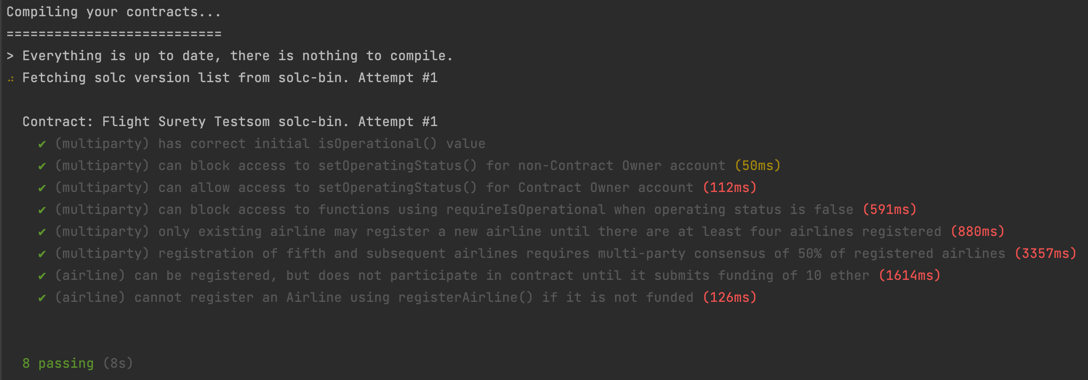 Compiling your contracts...
===========================
> Everything is up to date, there is nothing to compile.
⠴ Fetching solc version list from solc-bin. Attempt #1
Contract: Flight Surety Testsom solc-bin. Attempt #1
✔ (multiparty) has correct initial isOperational() value
✔ (multiparty) can block access to setOperatingStatus() for non-Contract Owner account (50ms)
✔ (multiparty) can allow access to setOperatingStatus() for Contract Owner account (112ms)
✔ (multiparty) can block access to functions using requireIsOperational when operating status is false (591ms)
✔ (multiparty) only existing airline may register a new airline until there are at least four airlines registered (880ms)
✔ (multiparty) registration of fifth and subsequent airlines requires multi-party consensus of 50% of registered airlines (3357ms)
✔ (airline) can be registered, but does not participate in contract until it submits funding of 10 ether (1614ms)
✔ (airline) cannot register an Airline using registerAirline() if it is not funded (126ms)
8 passing (8s)